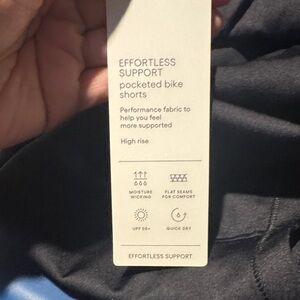 EFFORTLESS
SUPPORT
pocketed bike
shorts
Performance fabric to
help you feel
more supported
High rise
MOISTURE
WICKING
FLAT SEAMS
FOR COMFORT
UPF 50+
QUICK DRY
EFFORTLESS SUPPORT